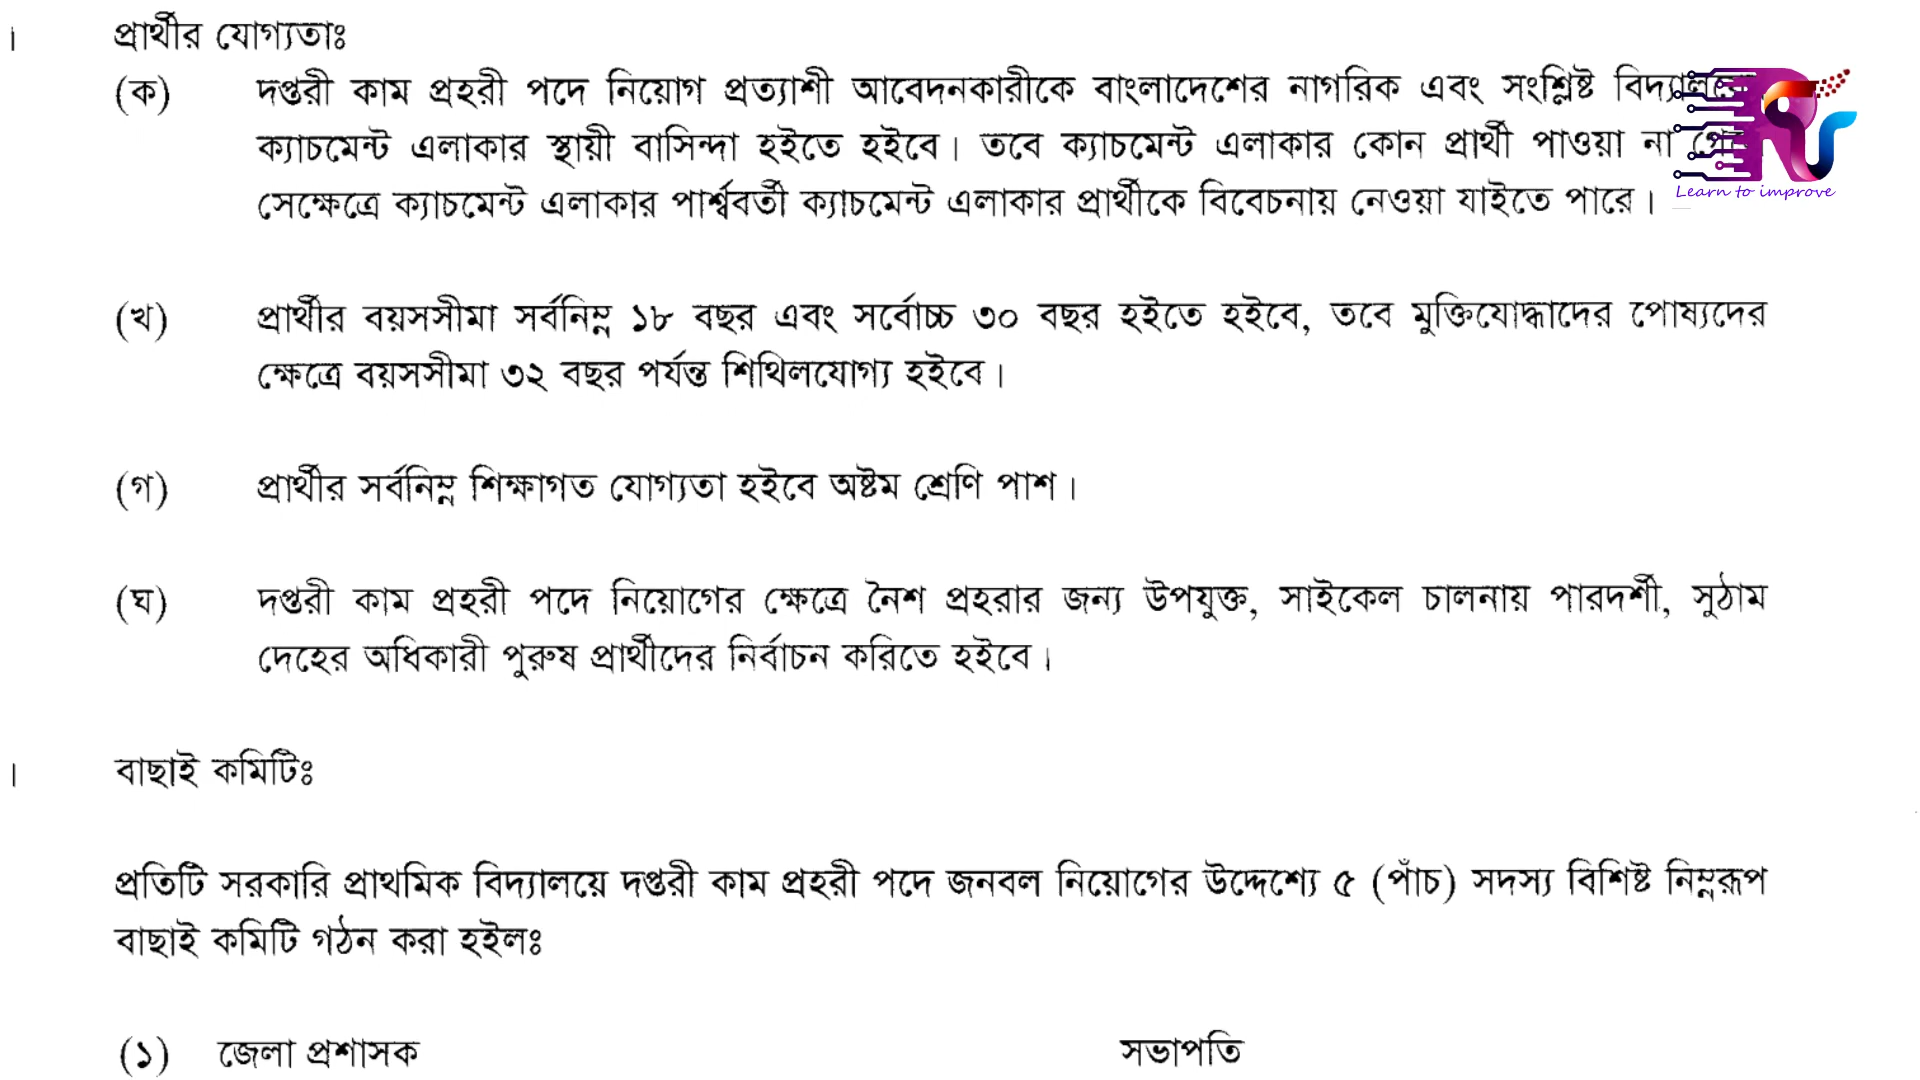 । প্রার্থীর যোগ্যতাঃ
(ক) দপ্তরী কাম প্রহরী পদে নিয়োগ প্রত্যাশী আবেদনকারীকে বাংলাদেশের নাগরিক এবং সংশ্লিষ্ট
ক্যাচমেন্ট এলাকার স্থায়ী বাসিন্দা হইতে হইবে। তবে ক্যাচমেন্ট এলাকার কোন প্রার্থী পাওয়া না
সেক্ষেত্রে ক্যাচমেন্ট এলাকার পার্শ্ববর্তী ক্যাচমেন্ট এলাকার প্রার্থীকে বিবেচনায় নেওয়া যাইতে পারে।
Learn to improve
(খ) প্রার্থীর বয়সসীমা সর্বনিম্ন ১৮ বছর এবং সর্বোচ্চ ৩০ বছর হইতে হইবে, তবে মুক্তিযোদ্ধাদের পোষ্যদের
ক্ষেত্রে বয়সসীমা ৩২ বছর পর্যন্ত শিথিলযোগ্য হইবে।
(গ) প্রার্থীর সর্বনিম্ন শিক্ষাগত যোগ্যতা হইবে অষ্টম শ্রেণি পাশ।
(ঘ) দপ্তরী কাম প্রহরী পদে নিয়োগের ক্ষেত্রে নৈশ প্রহরার জন্য উপযুক্ত, সাইকেল চালনায় পারদর্শী, সুঠাম
দেহের অধিকারী পুরুষ প্রার্থীদের নির্বাচন করিতে হইবে।
। বাছাই কমিটিঃ
প্রতিটি সরকারি প্রাথমিক বিদ্যালয়ে দপ্তরী কাম প্রহরী পদে জনবল নিয়োগের উদ্দেশ্যে ৫ (পাঁচ) সদস্য বিশিষ্ট নিম্নরূপ
বাছাই কমিটি গঠন করা হইলঃ
(১) জেলা প্রশাসক সভাপতি